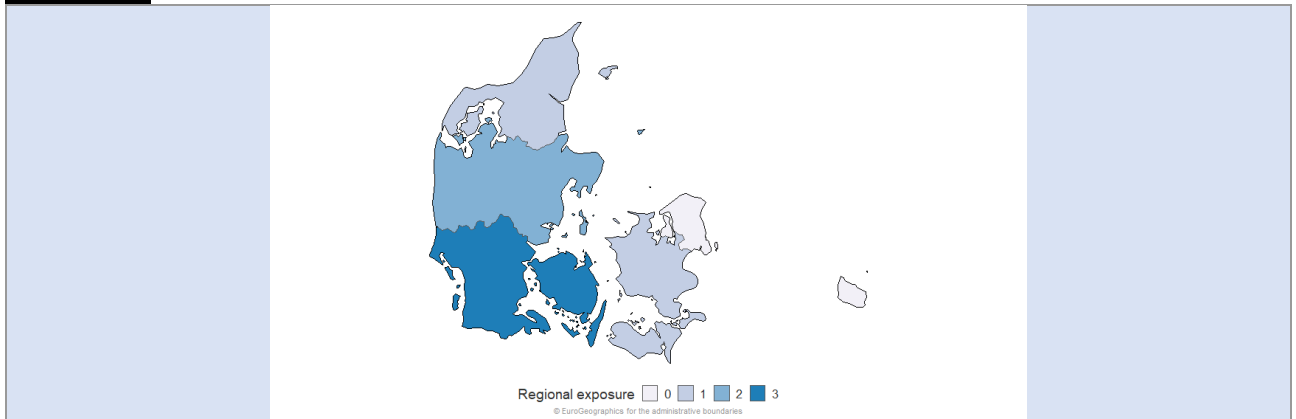 Regional exposure 0 1 2 3
© EuroGeographics for the administrative boundaries